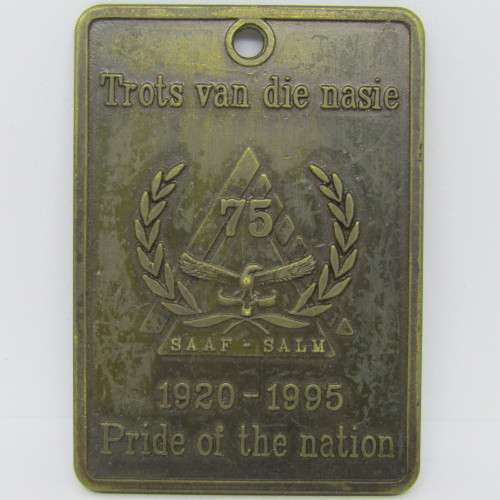 Trots van die nasie
75
SAAF - SALM
1920 - 1995
Pride of the nation